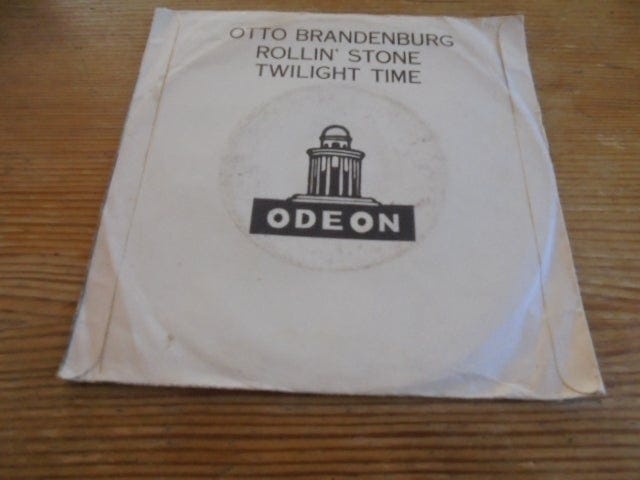 OTTO BRANDENBURG
ROLLIN' STONE
TWILIGHT TIME
ODEON